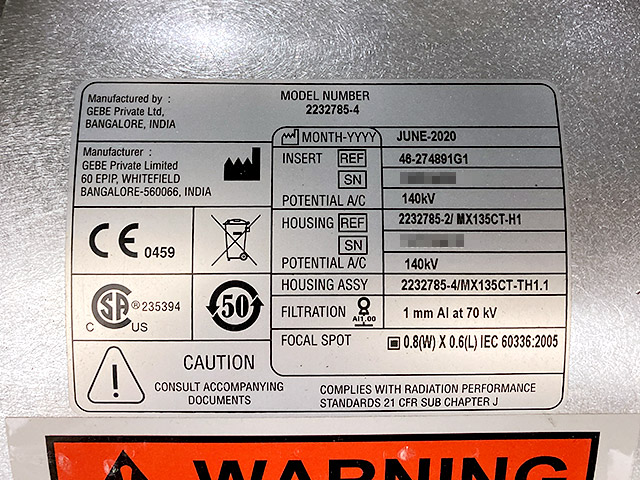 Manufactured by :
GEBE Private Ltd,
BANGALORE, INDIA
MODEL NUMBER
2232785-4
Manufacturer :
GEBE Private Limited
60 EPIP, WHITEFIELD
BANGALORE-560066, INDIA
MONTH-YYYY JUNE-2020
INSERT REF 46-274891G1
SN
POTENTIAL A/C 140kV
HOUSING REF 2232785-2/ MX135CT-H1
SN
POTENTIAL A/C 140kV
HOUSING ASSY 2232785-4/MX135CT-TH1.1
FILTRATION Al1.00 1 mm Al at 70 kV
FOCAL SPOT 0.8(W) X 0.6(L) IEC 60336:2005
CE 0459
CSA ® 235394
C US
50
CAUTION
CONSULT ACCOMPANYING
DOCUMENTS
COMPLIES WITH RADIATION PERFORMANCE
STANDARDS 21 CFR SUB CHAPTER J
WARNING